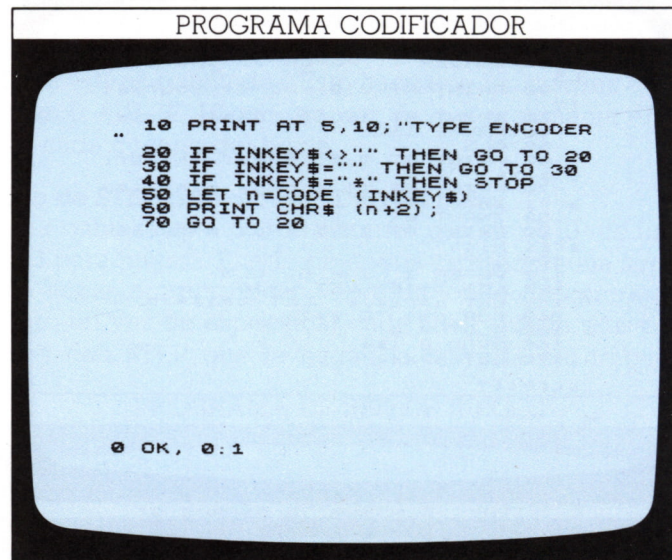 PROGRAMA CODIFICADOR
10 PRINT AT 5,10;"TYPE ENCODER
"
20 IF INKEY$<>"" THEN GO TO 20
30 IF INKEY$="" THEN GO TO 30
40 IF INKEY$="*" THEN STOP
50 LET n=CODE (INKEY$)
60 PRINT CHR$ (n+2);
70 GO TO 20
0 OK, 0:1